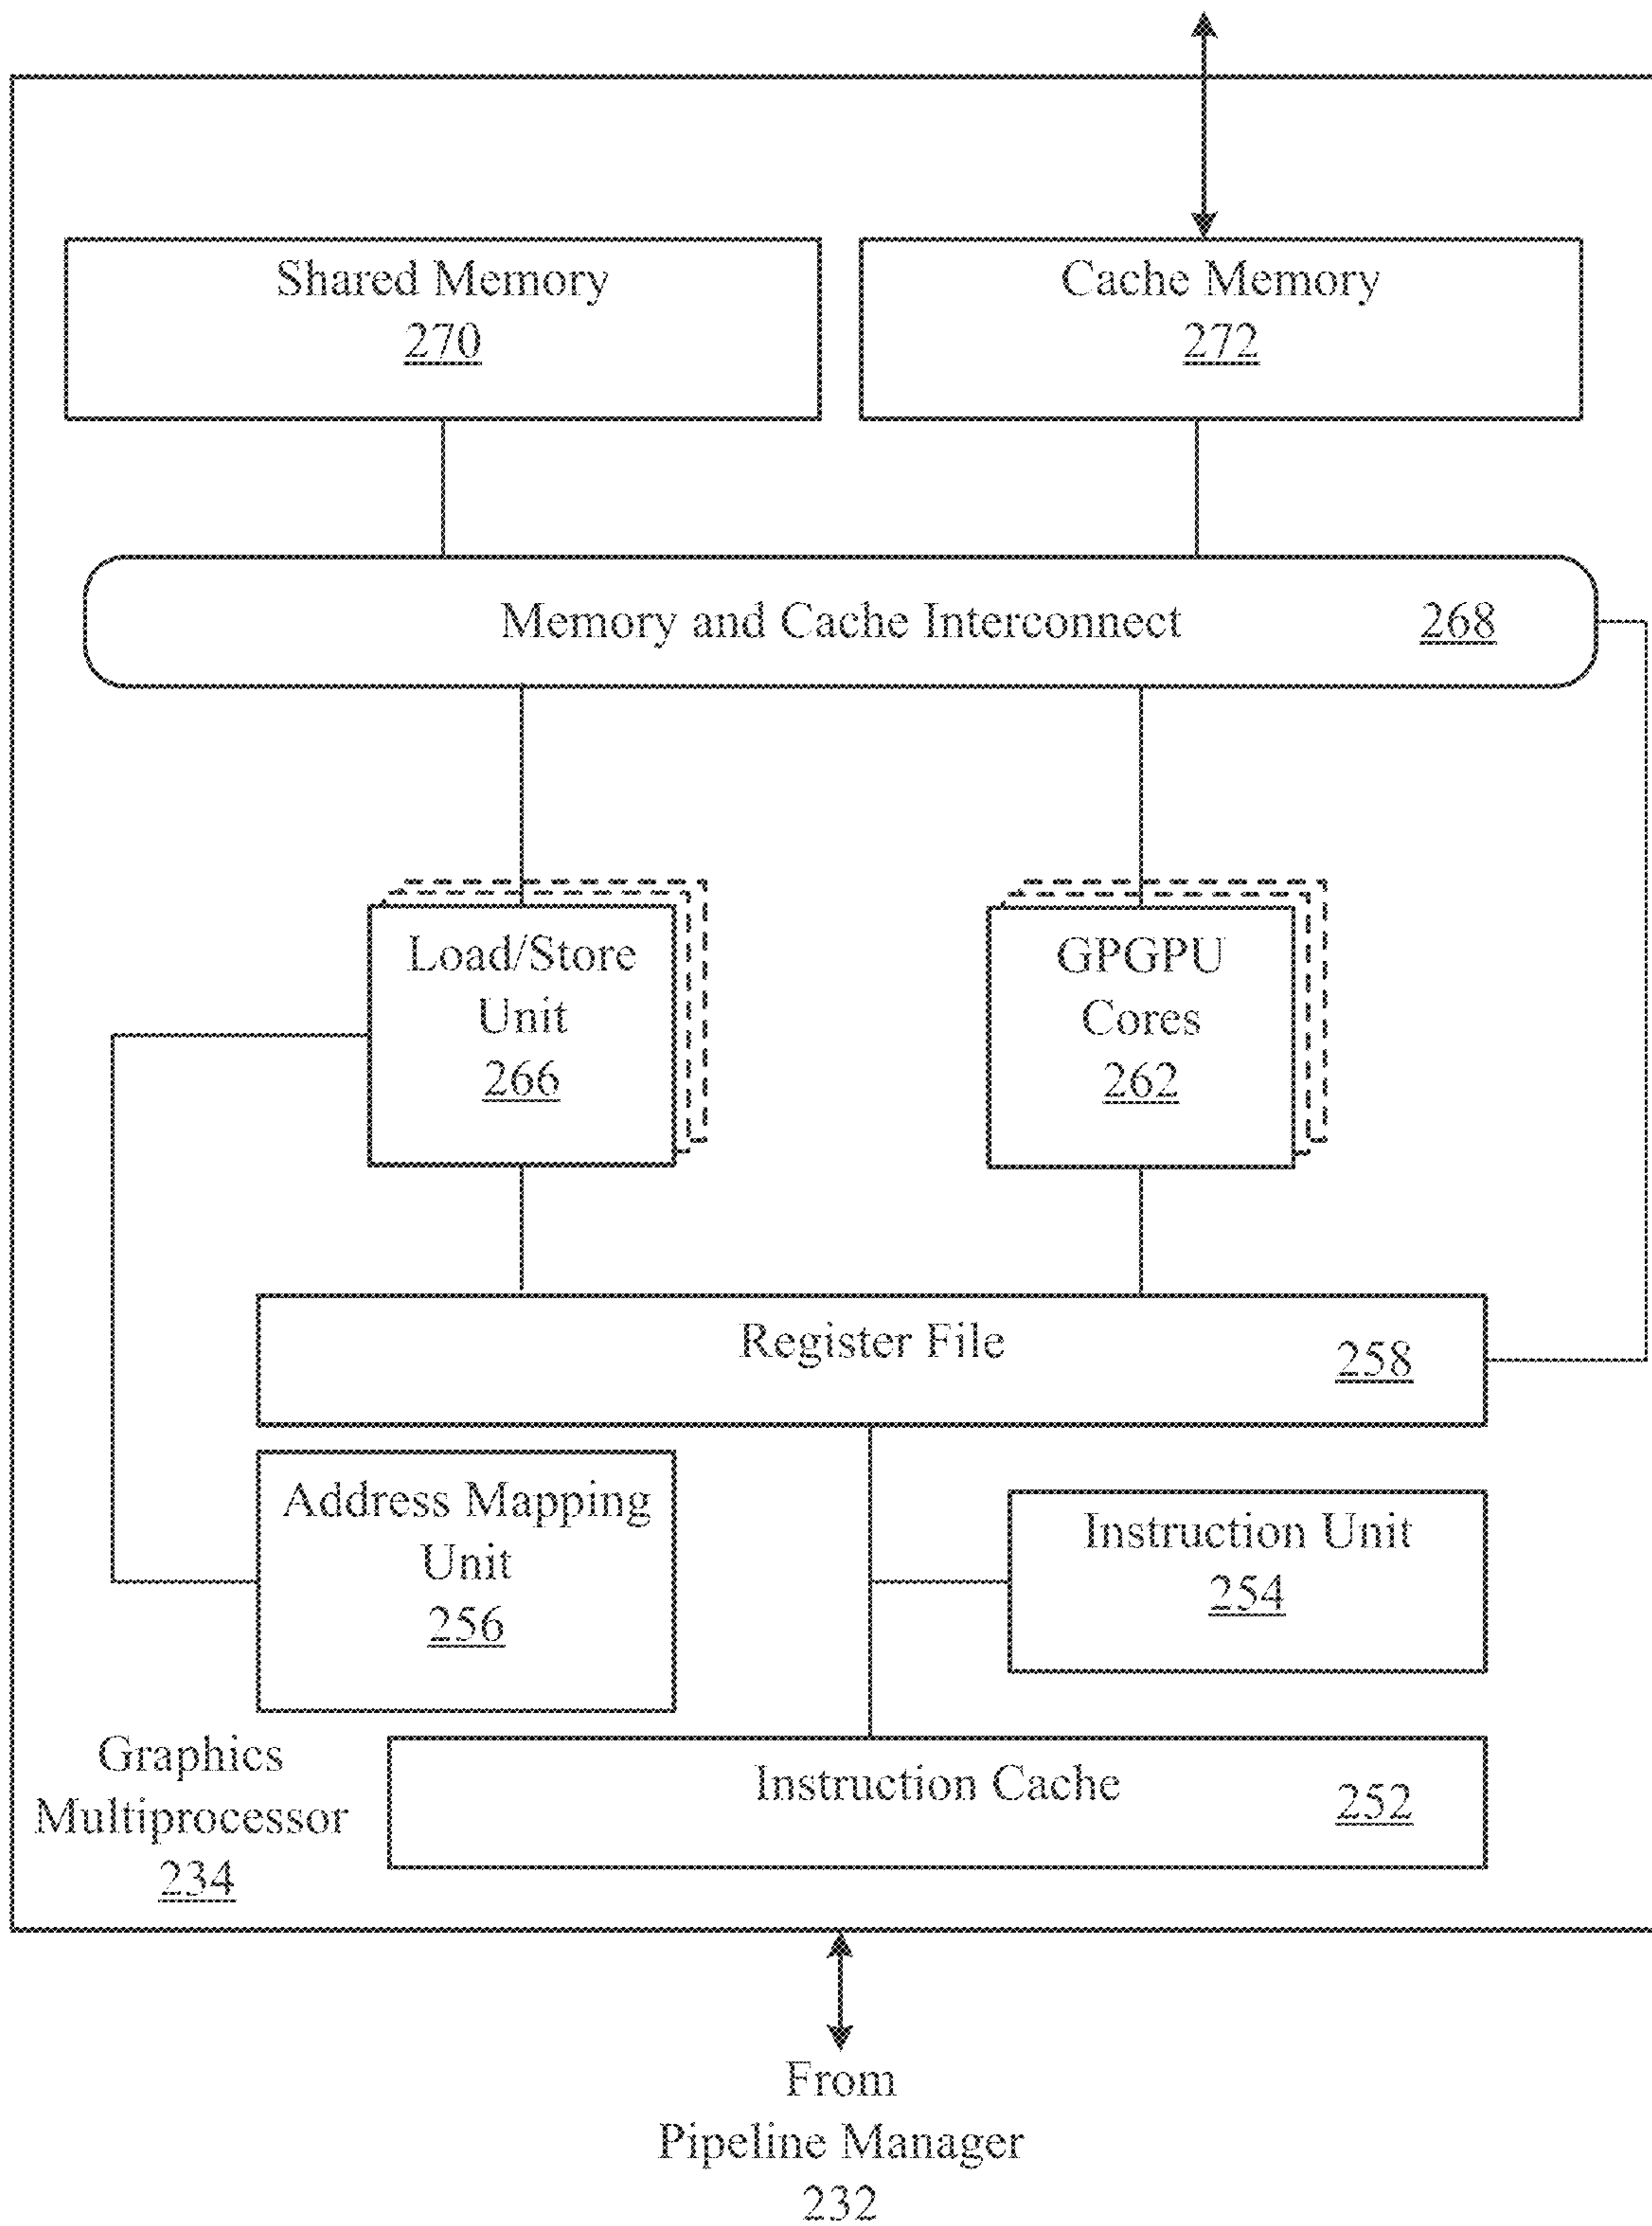 Shared Memory
270
Cache Memory
272
Memory and Cache Interconnect 268
Load/Store
Unit
266
GPGPU
Cores
262
Register File 258
Address Mapping
Unit
256
Instruction Unit
254
Graphics
Multiprocessor
234
Instruction Cache 252
From
Pipeline Manager
232